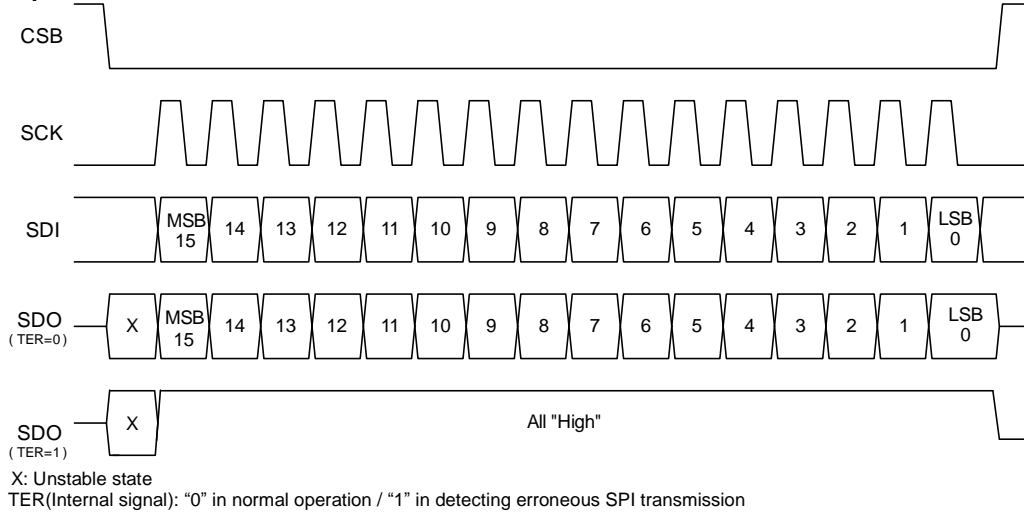 CSB
SCK
SDI
MSB 15 14 13 12 11 10 9 8 7 6 5 4 3 2 1 LSB 0
SDO
(TER=0)
X MSB 15 14 13 12 11 10 9 8 7 6 5 4 3 2 1 LSB 0
SDO
(TER=1)
X All "High"
X: Unstable state
TER(Internal signal): “0” in normal operation / “1” in detecting erroneous SPI transmission